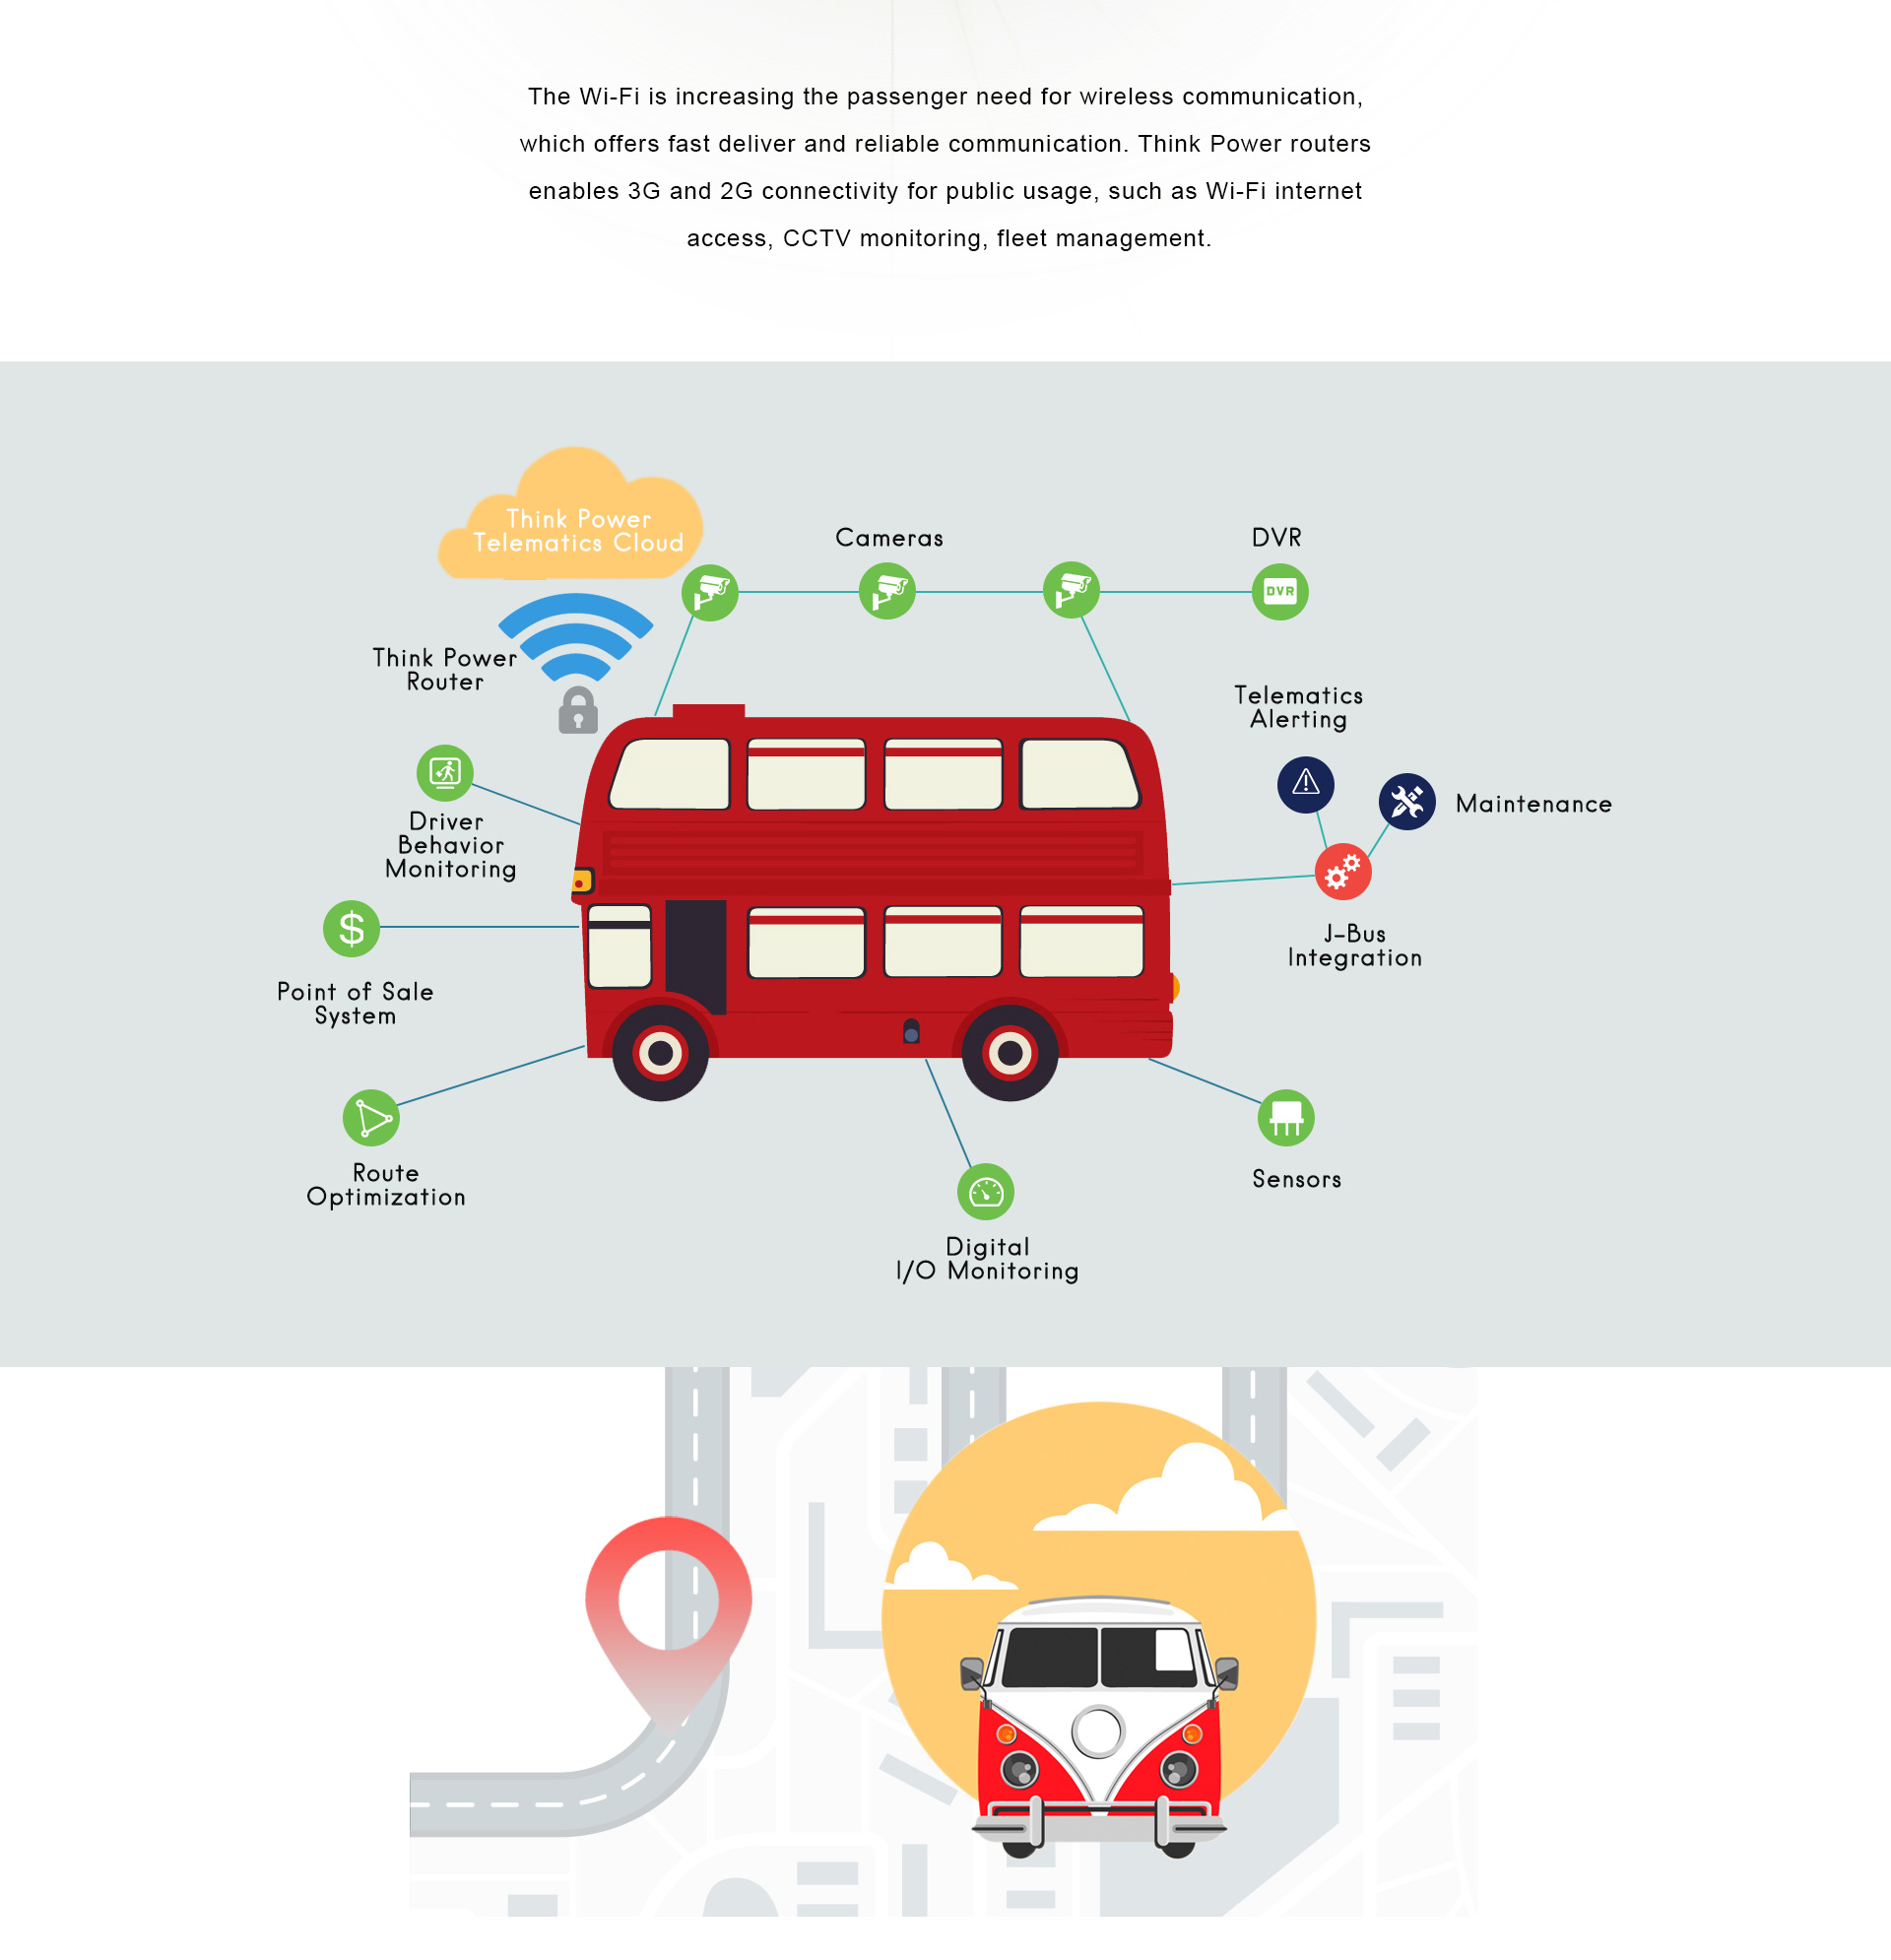 The Wi-Fi is increasing the passenger need for wireless communication,
which offers fast deliver and reliable communication. Think Power routers
enables 3G and 2G connectivity for public usage, such as Wi-Fi internet
access, CCTV monitoring, fleet management.
Think Power
Telematics Cloud
Cameras
DVR
DVR
Think Power
Router
Telematics
Alerting
Maintenance
Driver
Behavior
Monitoring
$
J-Bus
Integration
Point of Sale
System
Route
Optimization
Sensors
Digital
I/O Monitoring